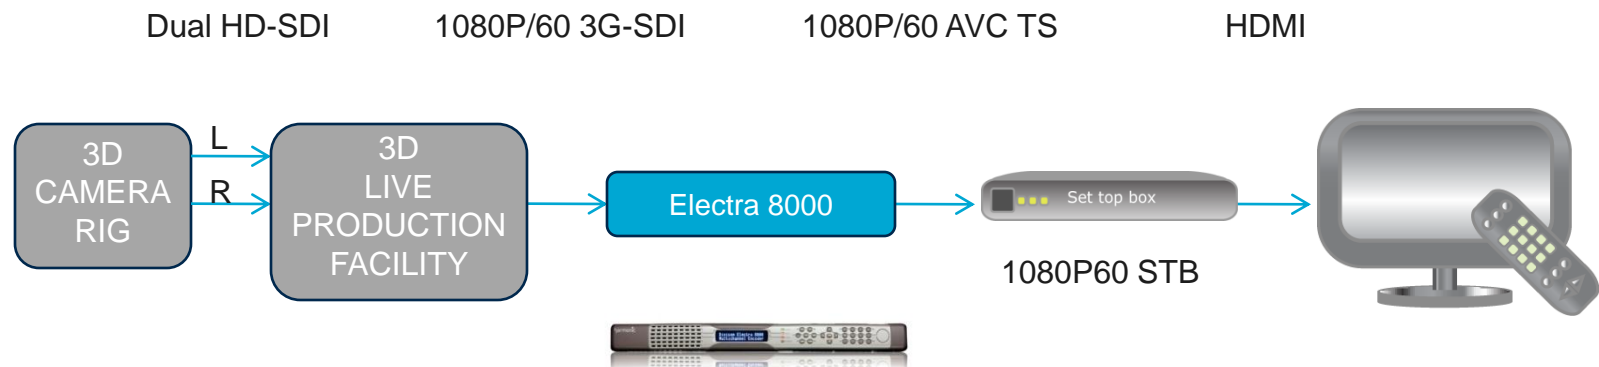 Dual HD-SDI
1080P/60 3G-SDI
1080P/60 AVC TS
HDMI
3D
CAMERA
RIG
L
R
3D
LIVE
PRODUCTION
FACILITY
Electra 8000
Set top box
1080P60 STB